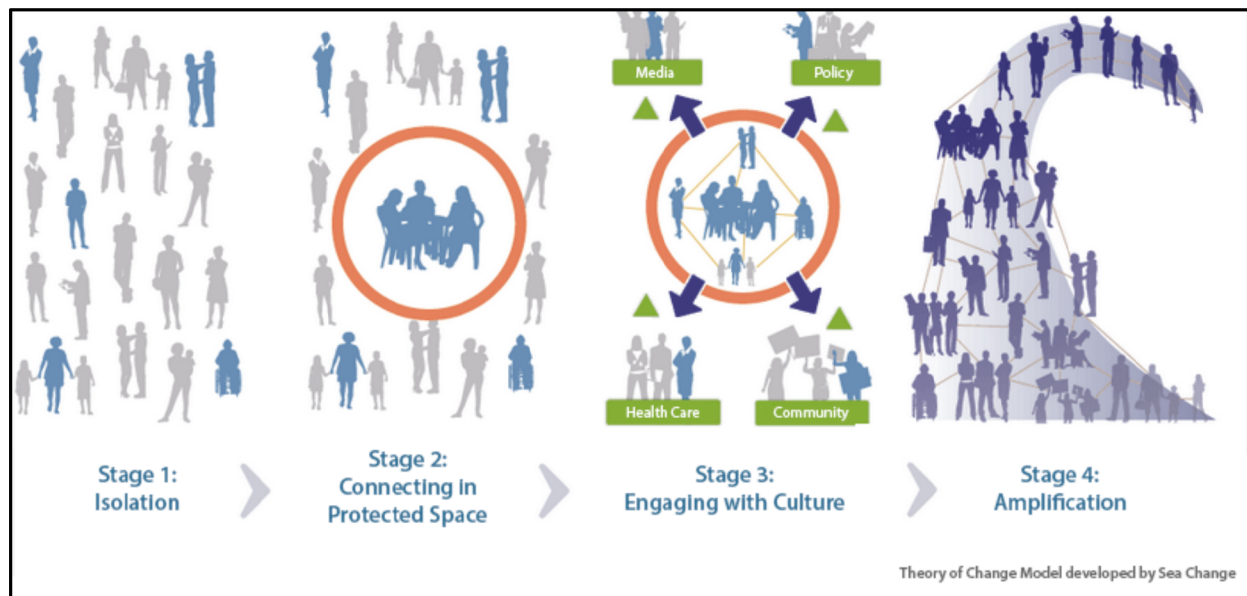 Media
Policy
Health Care
Community
Stage 1:
Isolation
Stage 2:
Connecting in
Protected Space
Stage 3:
Engaging with Culture
Stage 4:
Amplification
Theory of Change Model developed by Sea Change